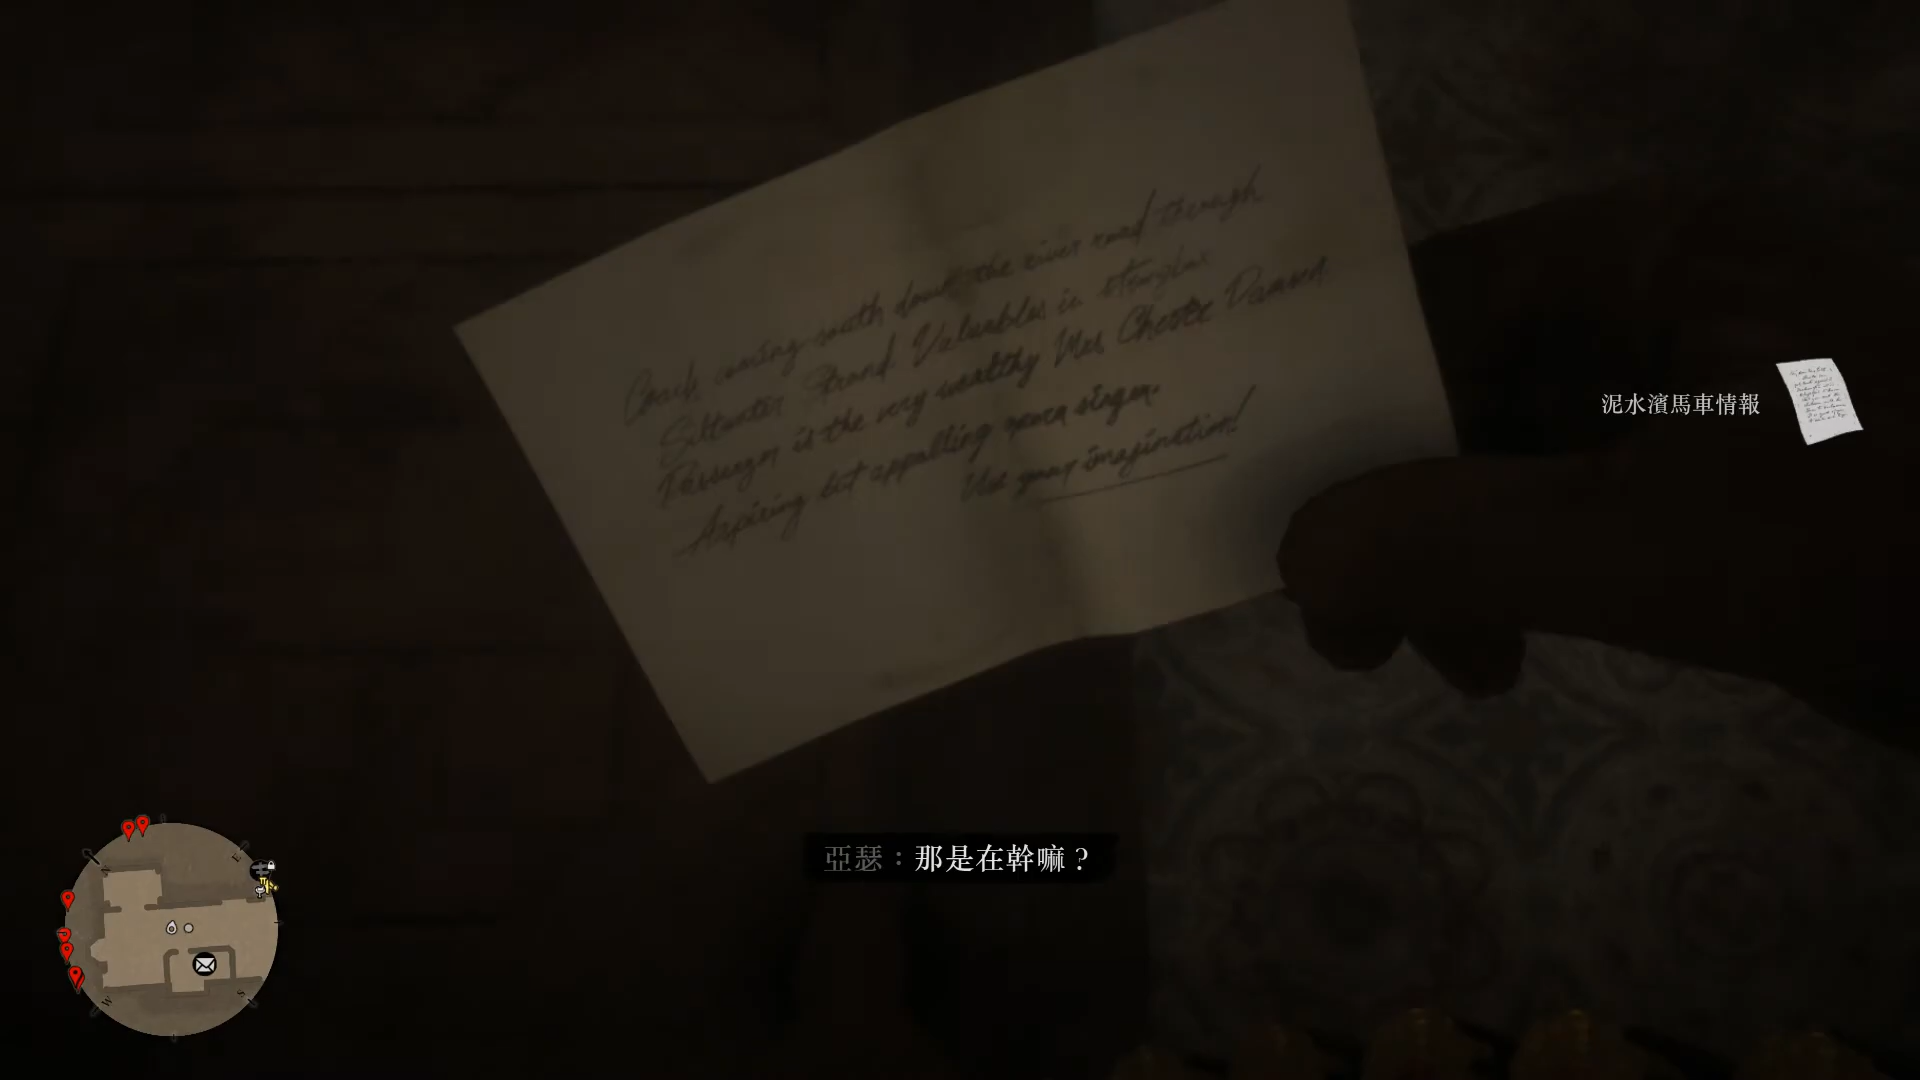 Coach coming south down the river road through
Siltwater Strand. Valuables in strongbox.
Passenger is the very wealthy Mrs Chester Damsen.
Aspiring but appalling opera singer.
Use your imagination!
泥水濱馬車情報
亞瑟：那是在幹嘛？